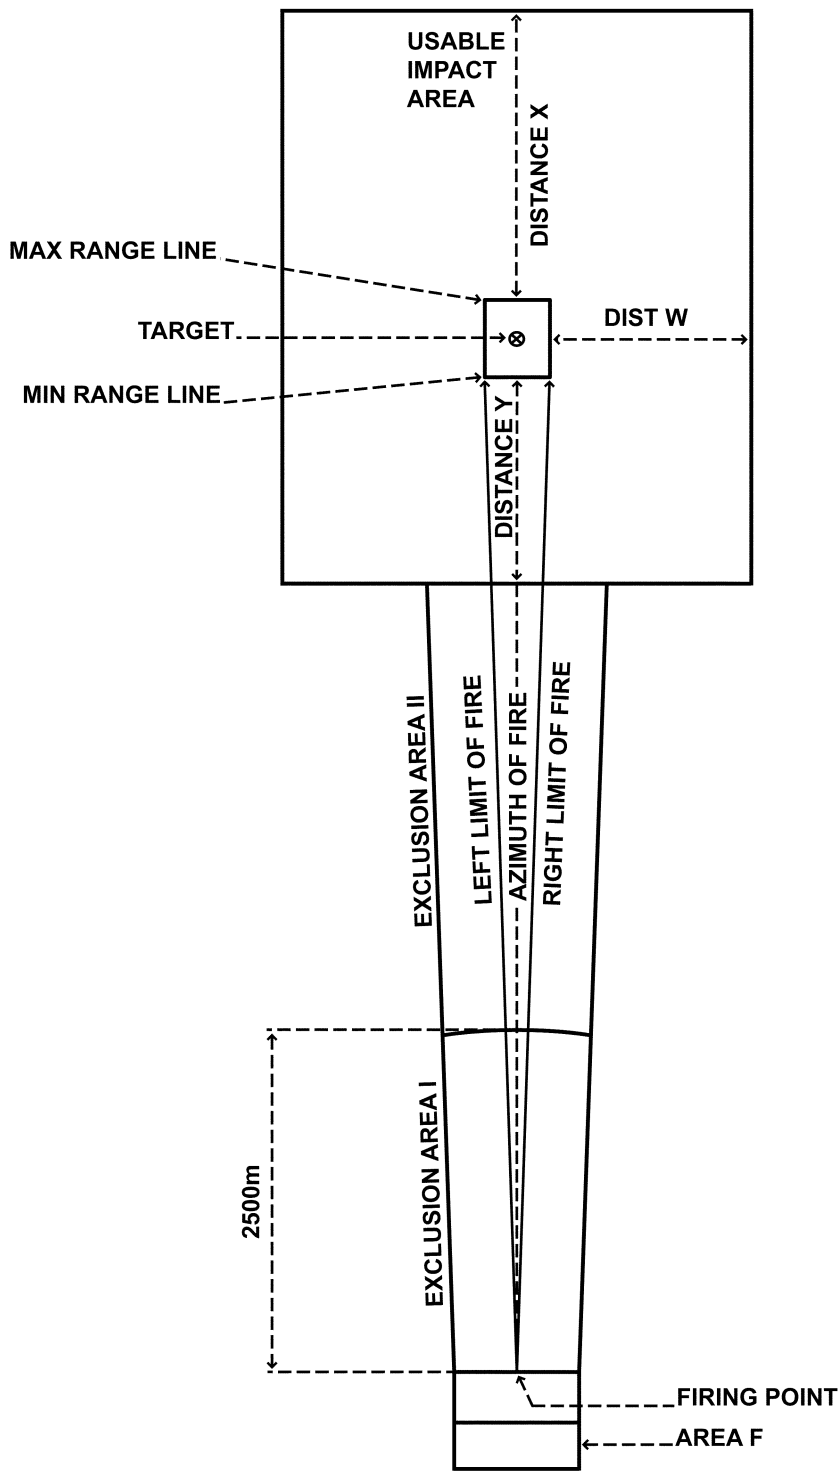 USABLE
IMPACT
AREA
DISTANCE X
MAX RANGE LINE
DIST W
TARGET
MIN RANGE LINE
DISTANCE Y
EXCLUSION AREA II
LEFT LIMIT OF FIRE
AZIMUTH OF FIRE
RIGHT LIMIT OF FIRE
EXCLUSION AREA I
2500m
FIRING POINT
AREA F